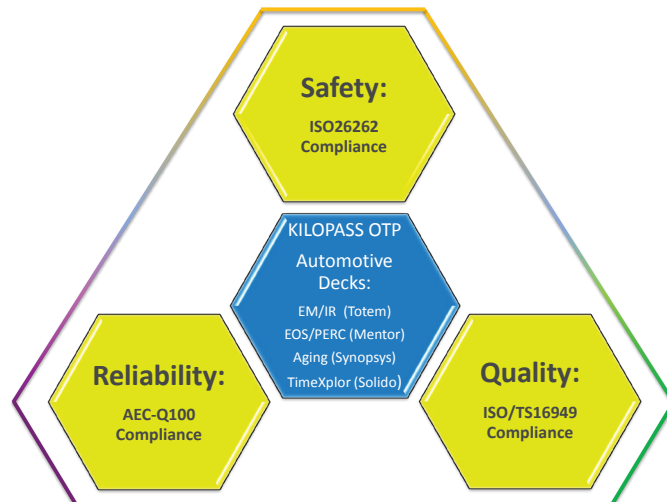 Safety:
ISO26262
Compliance
KILOPASS OTP
Automotive
Decks:
EM/IR (Totem)
EOS/PERC (Mentor)
Aging (Synopsys)
TimeXplor (Solido)
Reliability:
AEC-Q100
Compliance
Quality:
ISO/TS16949
Compliance